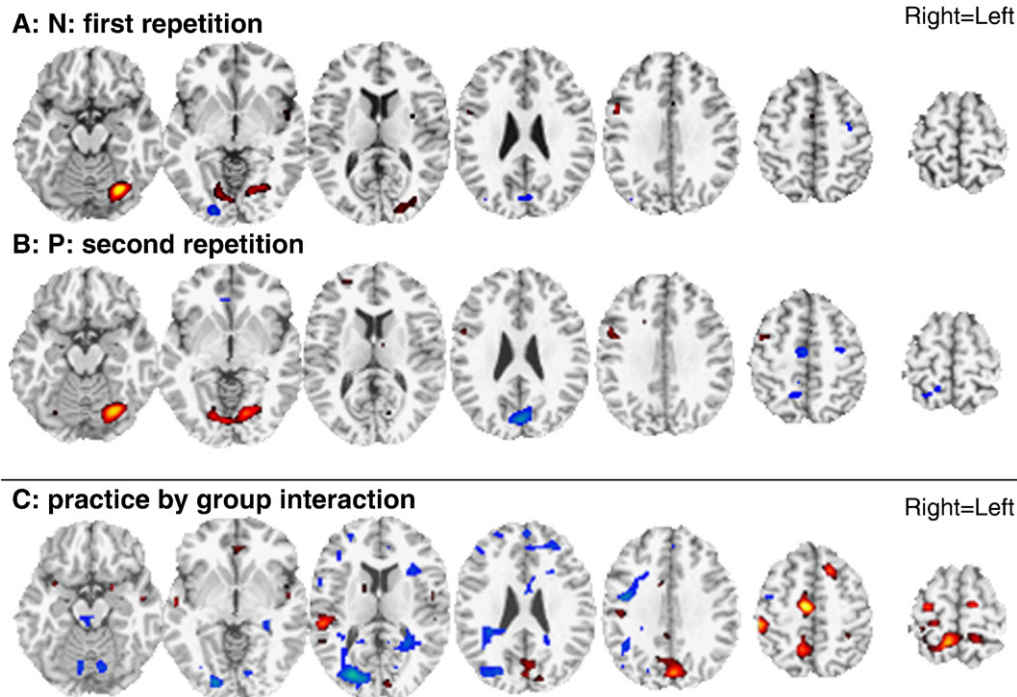 A: N: first repetition
Right=Left
B: P: second repetition
C: practice by group interaction
Right=Left